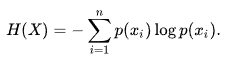 H(X) = − ∑_{i=1}^{n} p(x_i) log p(x_i).